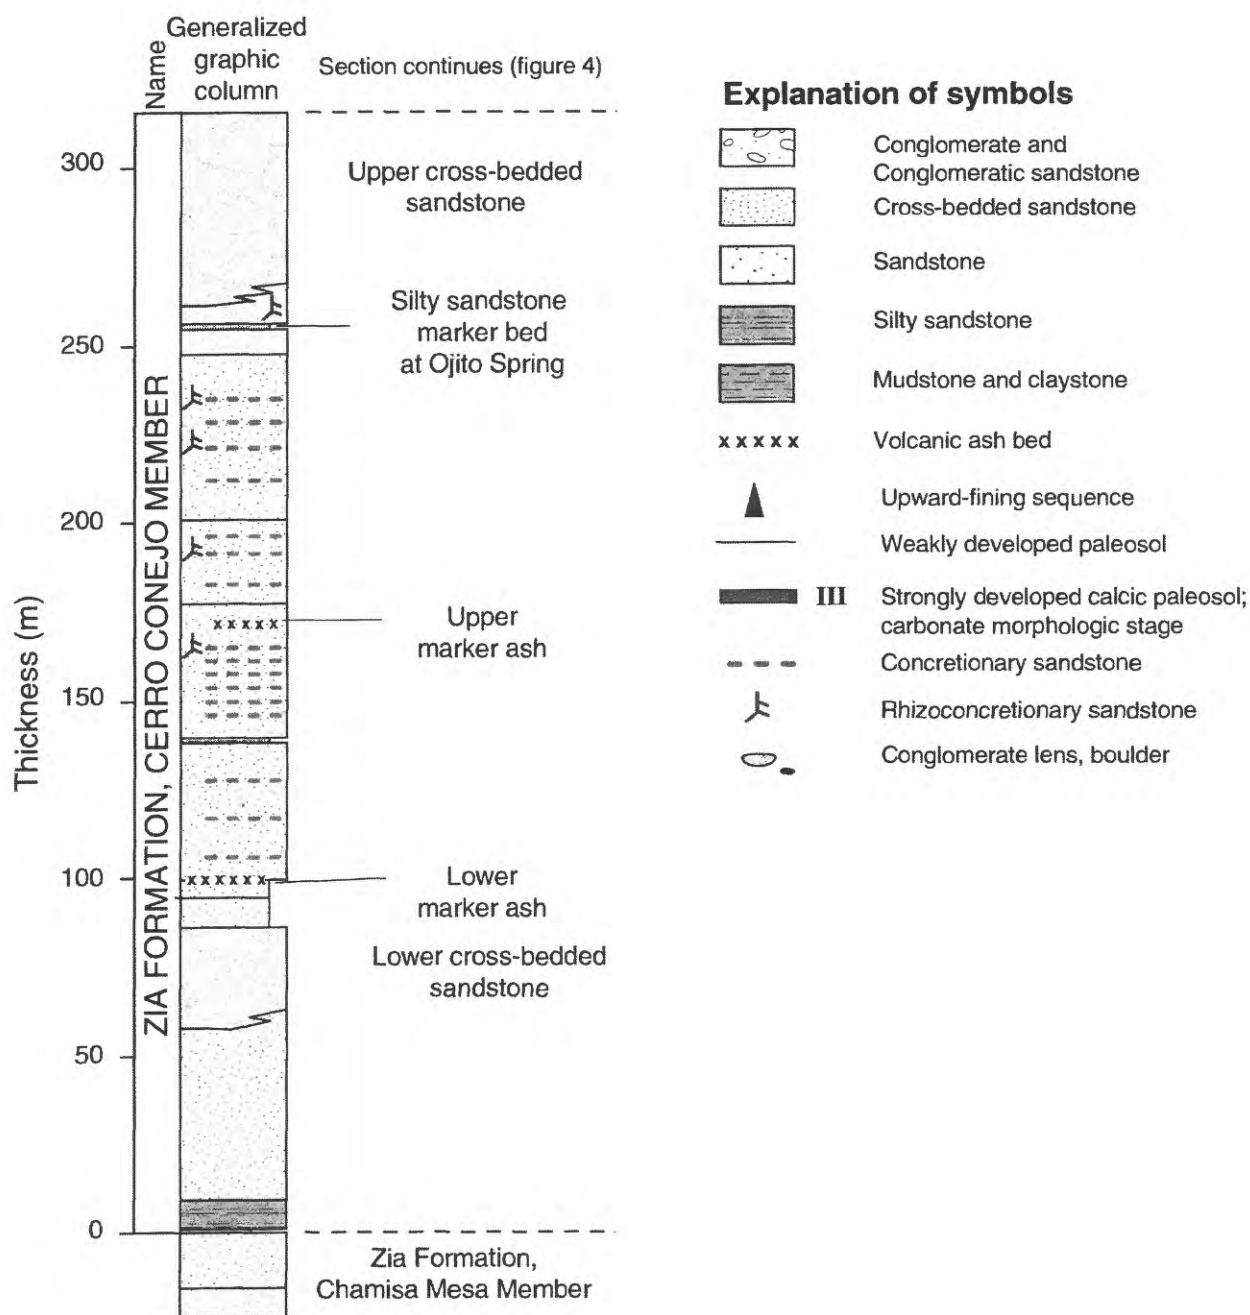 Name
Generalized
graphic
column
Section continues (figure 4)
300
250
200
150
100
50
0
Thickness (m)
ZIA FORMATION, CERRO CONEJO MEMBER
Upper cross-bedded
sandstone
Silty sandstone
marker bed
at Ojito Spring
Upper
marker ash
Lower
marker ash
Lower cross-bedded
sandstone
Zia Formation,
Chamisa Mesa Member
Explanation of symbols
Conglomerate and
Conglomeratic sandstone
Cross-bedded sandstone
Sandstone
Silty sandstone
Mudstone and claystone
Volcanic ash bed
Upward-fining sequence
Weakly developed paleosol
III Strongly developed calcic paleosol;
carbonate morphologic stage
Concretionary sandstone
Rhizoconcretionary sandstone
Conglomerate lens, boulder